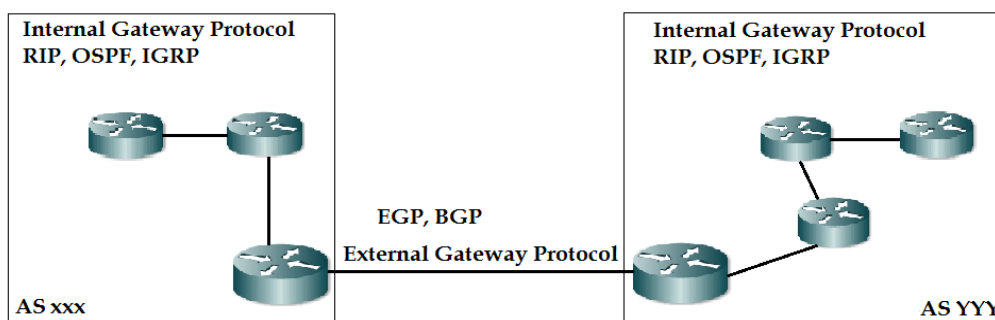 Internal Gateway Protocol
RIP, OSPF, IGRP
Internal Gateway Protocol
RIP, OSPF, IGRP
EGP, BGP
External Gateway Protocol
AS xxx
AS YYY